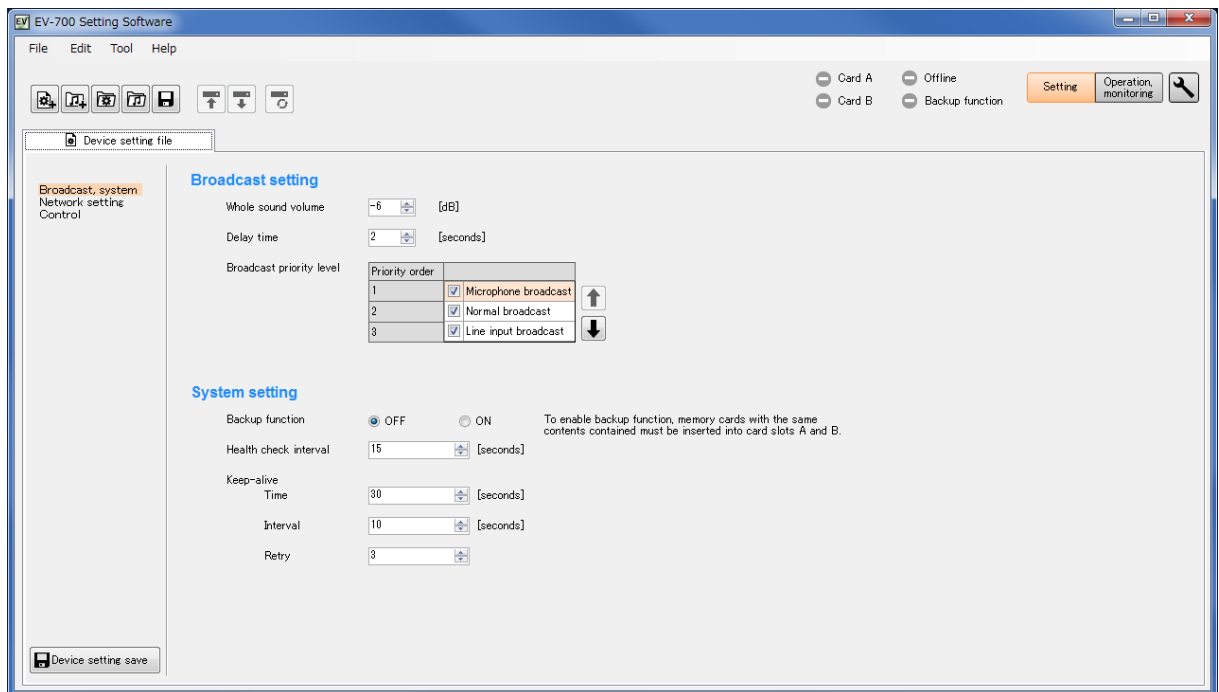 EV EV-700 Setting Software
File Edit Tool Help
Card A Offline
Card B Backup function
Setting
Operation,
monitoring
Device setting file
Broadcast, system
Network setting
Control
Broadcast setting
Whole sound volume -6 [dB]
Delay time 2 [seconds]
Broadcast priority level
Priority order
1 Microphone broadcast
2 Normal broadcast
3 Line input broadcast
System setting
Backup function OFF ON
To enable backup function, memory cards with the same
contents contained must be inserted into card slots A and B.
Health check interval 15 [seconds]
Keep-alive
Time 30 [seconds]
Interval 10 [seconds]
Retry 3
Device setting save